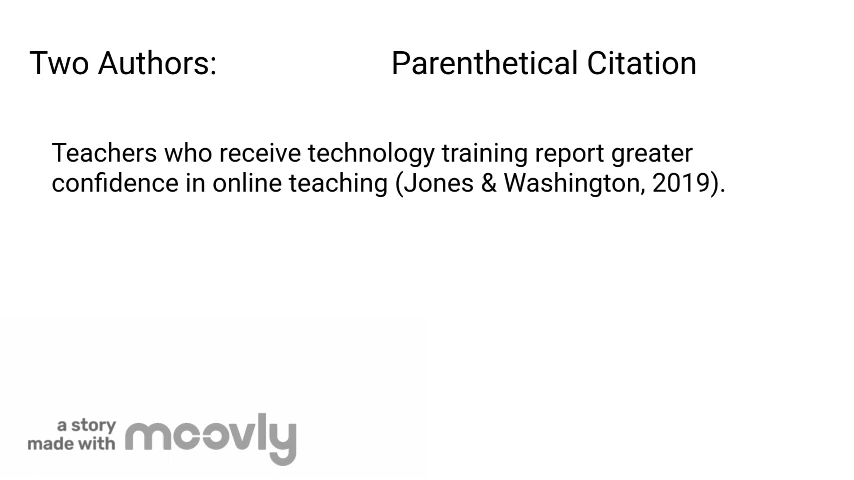 Two Authors: Parenthetical Citation
Teachers who receive technology training report greater
confidence in online teaching (Jones & Washington, 2019).
a story
made with moovly